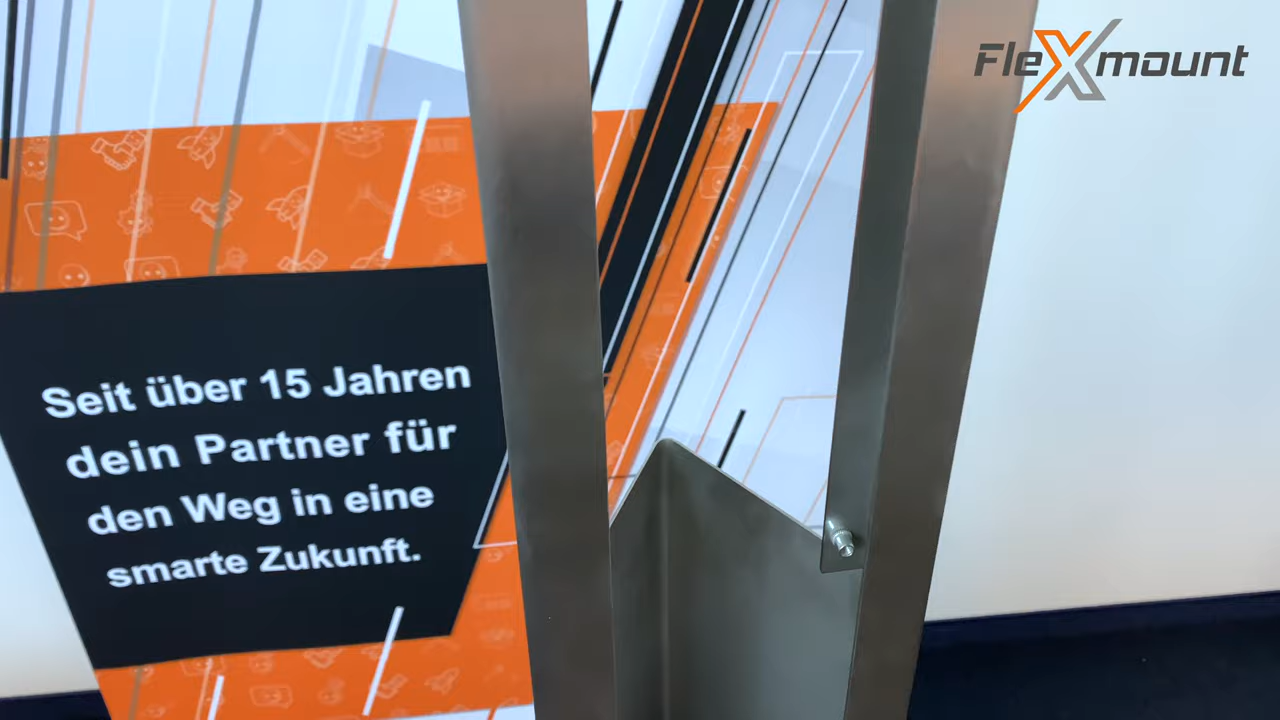 FleXmount
Seit über 15 Jahren
dein Partner für
den Weg in eine
smarte Zukunft.